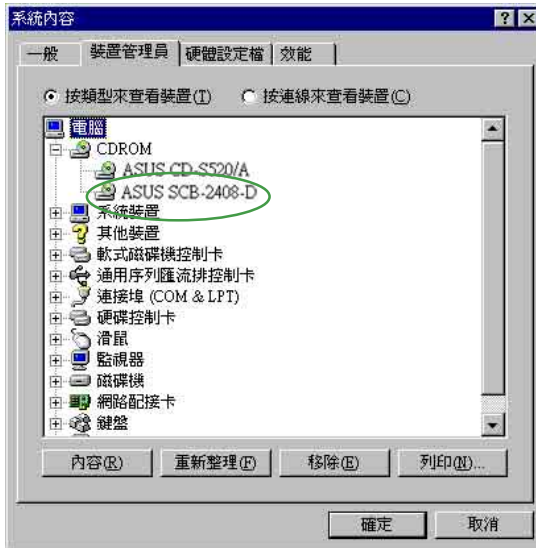 系統內容
一般 裝置管理員 硬體設定檔 效能
按類型來查看裝置(T) 按連線來查看裝置(C)
電腦
CDROM
ASUS CD-S520/A
ASUS SCB-2408-D
系統裝置
其他裝置
軟式磁碟機控制卡
通用序列匯流排控制卡
連接埠 (COM & LPT)
硬碟控制卡
滑鼠
監視器
磁碟機
網路配接卡
鍵盤
內容(R) 重新整理(F) 移除(E) 列印(N)...
確定 取消